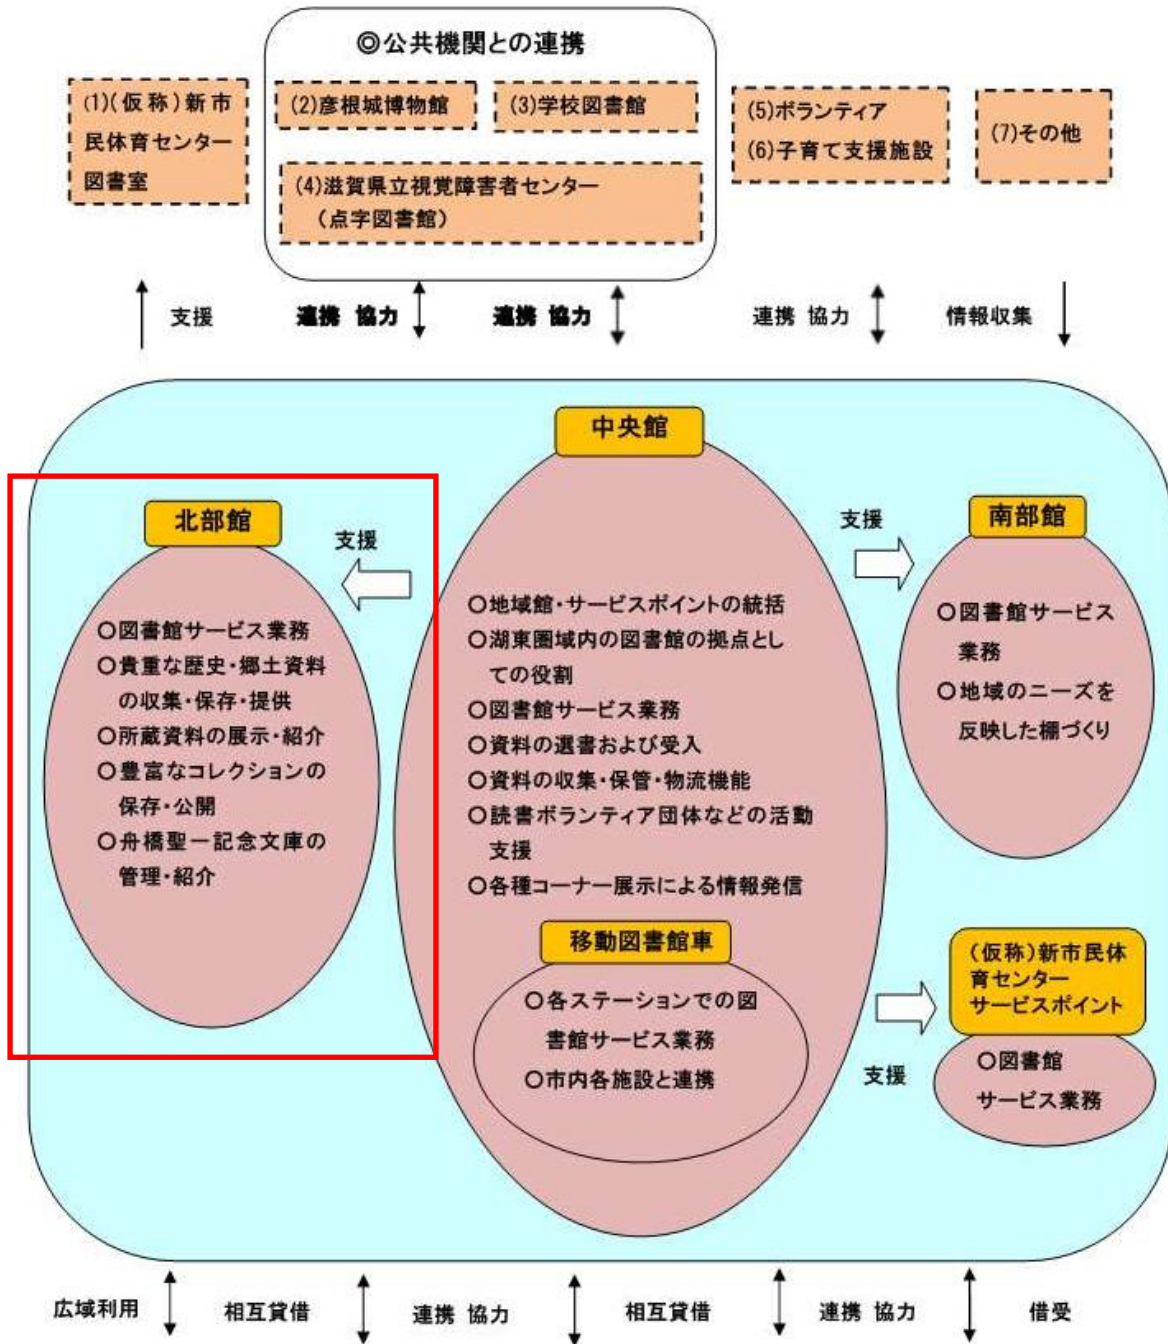 ◎公共機関との連携
(1)(仮称)新市
民体育センター
図書室
(2)彦根城博物館
(3)学校図書館
(4)滋賀県立視覚障害者センター
(点字図書館)
(5)ボランティア
(6)子育て支援施設
(7)その他
支援
連携 協力
連携 協力
連携 協力
情報収集
中央館
北部館
支援
支援
南部館
○図書館サービス業務
○貴重な歴史・郷土資料
の収集・保存・提供
○所蔵資料の展示・紹介
○豊富なコレクションの
保存・公開
○舟橋聖一記念文庫の
管理・紹介
○地域館・サービスポイントの統括
○湖東圏域内の図書館の拠点とし
ての役割
○図書館サービス業務
○資料の選書および受入
○資料の収集・保管・物流機能
○読書ボランティア団体などの活動
支援
○各種コーナー展示による情報発信
○図書館サービス
業務
○地域のニーズを
反映した棚づくり
移動図書館車
○各ステーションでの図
書館サービス業務
○市内各施設と連携
支援
(仮称)新市民体
育センター
サービスポイント
○図書館
サービス業務
広域利用
相互貸借
連携 協力
相互貸借
連携 協力
借受